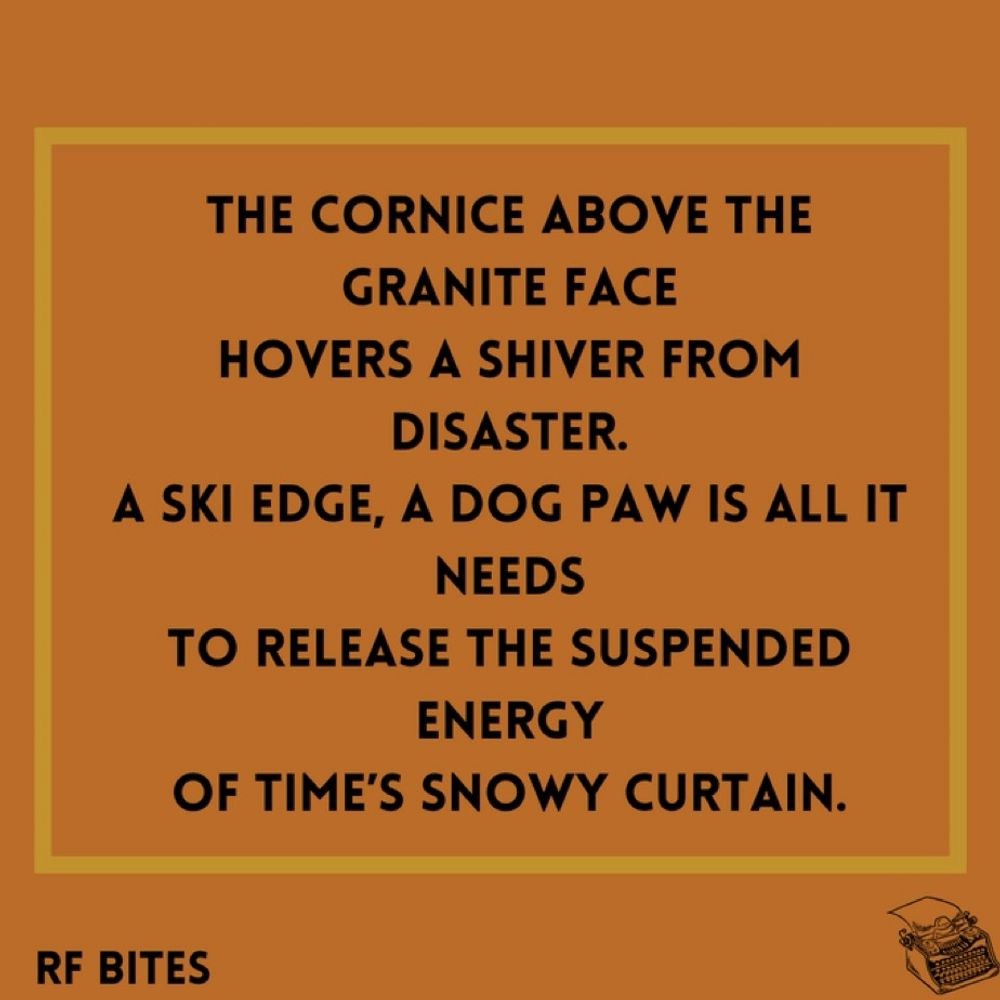 THE CORNICE ABOVE THE
GRANITE FACE
HOVERS A SHIVER FROM
DISASTER.
A SKI EDGE, A DOG PAW IS ALL IT
NEEDS
TO RELEASE THE SUSPENDED
ENERGY
OF TIME’S SNOWY CURTAIN.
RF BITES